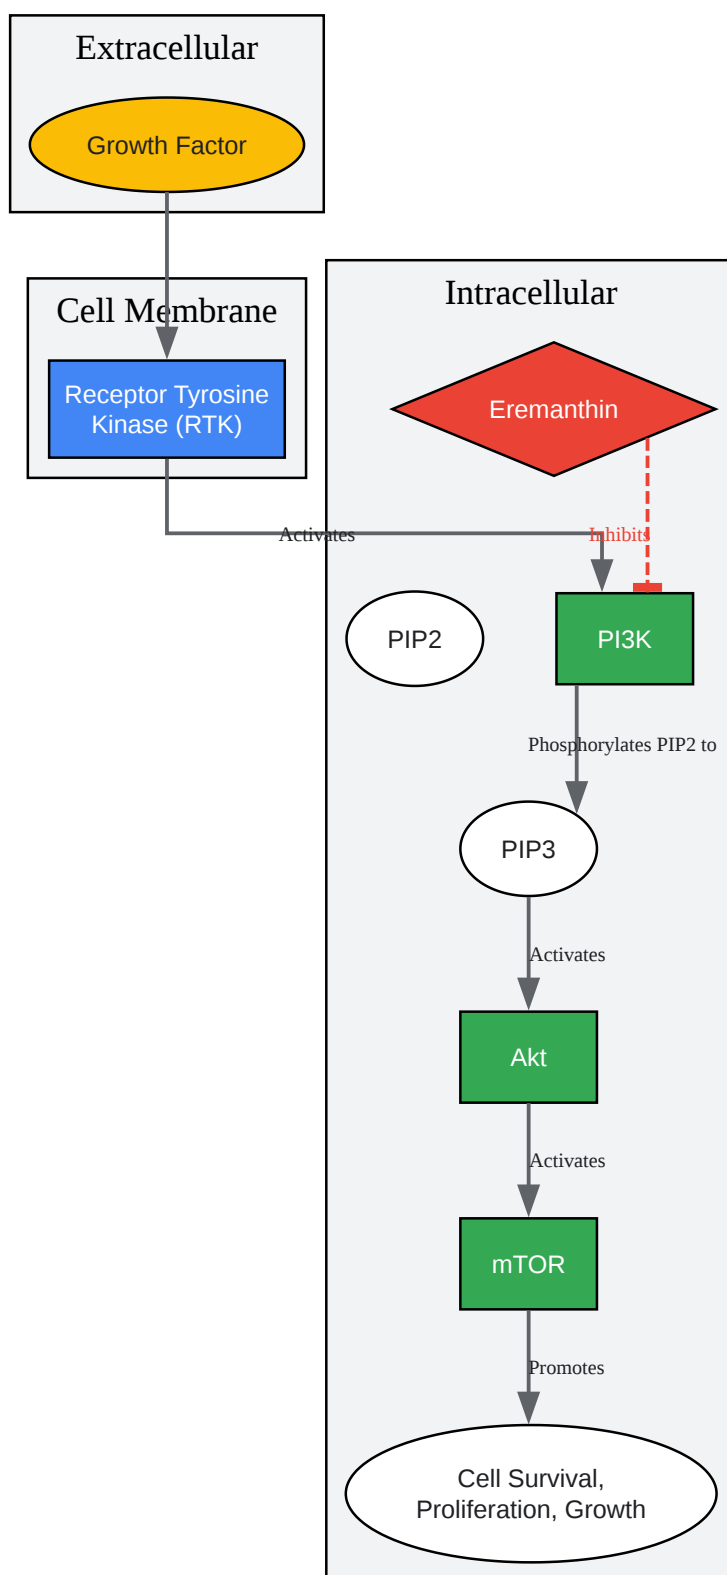 Extracellular
Growth Factor
Cell Membrane
Receptor Tyrosine
Kinase (RTK)
Intracellular
Eremanthin
Activates
Inhibits
PIP2
PI3K
Phosphorylates PIP2 to
PIP3
Activates
Akt
Activates
mTOR
Promotes
Cell Survival,
Proliferation, Growth